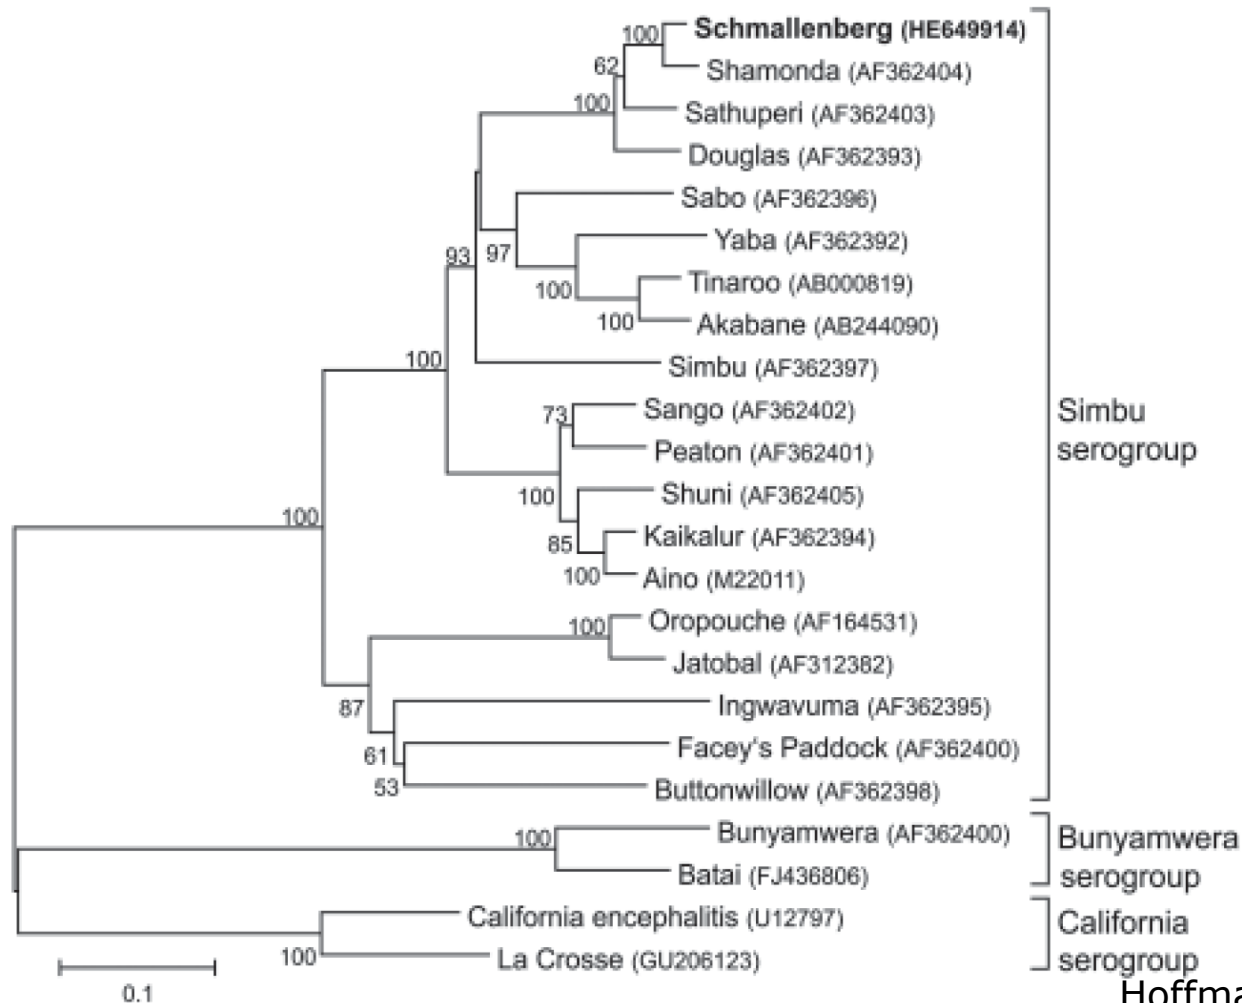 100
Schmallenberg (HE649914)
62
Shamonda (AF362404)
100
Sathuperi (AF362403)
Douglas (AF362393)
Sabo (AF362396)
Yaba (AF362392)
93
97
Tinaroo (AB000819)
100
Akabane (AB244090)
100
Simbu (AF362397)
100
Sango (AF362402)
73
Peaton (AF362401)
Simbu
serogroup
Shuni (AF362405)
100
Kaikalur (AF362394)
85
Aino (M22011)
100
100
Oropouche (AF164531)
100
Jatobal (AF312382)
Ingwavuma (AF362395)
87
Facey's Paddock (AF362400)
61
Buttonwillow (AF362398)
53
Bunyamwera (AF362400)
100
Batai (FJ436806)
Bunyamwera
serogroup
California encephalitis (U12797)
La Crosse (GU206123)
100
California
serogroup
0.1
Hoffma